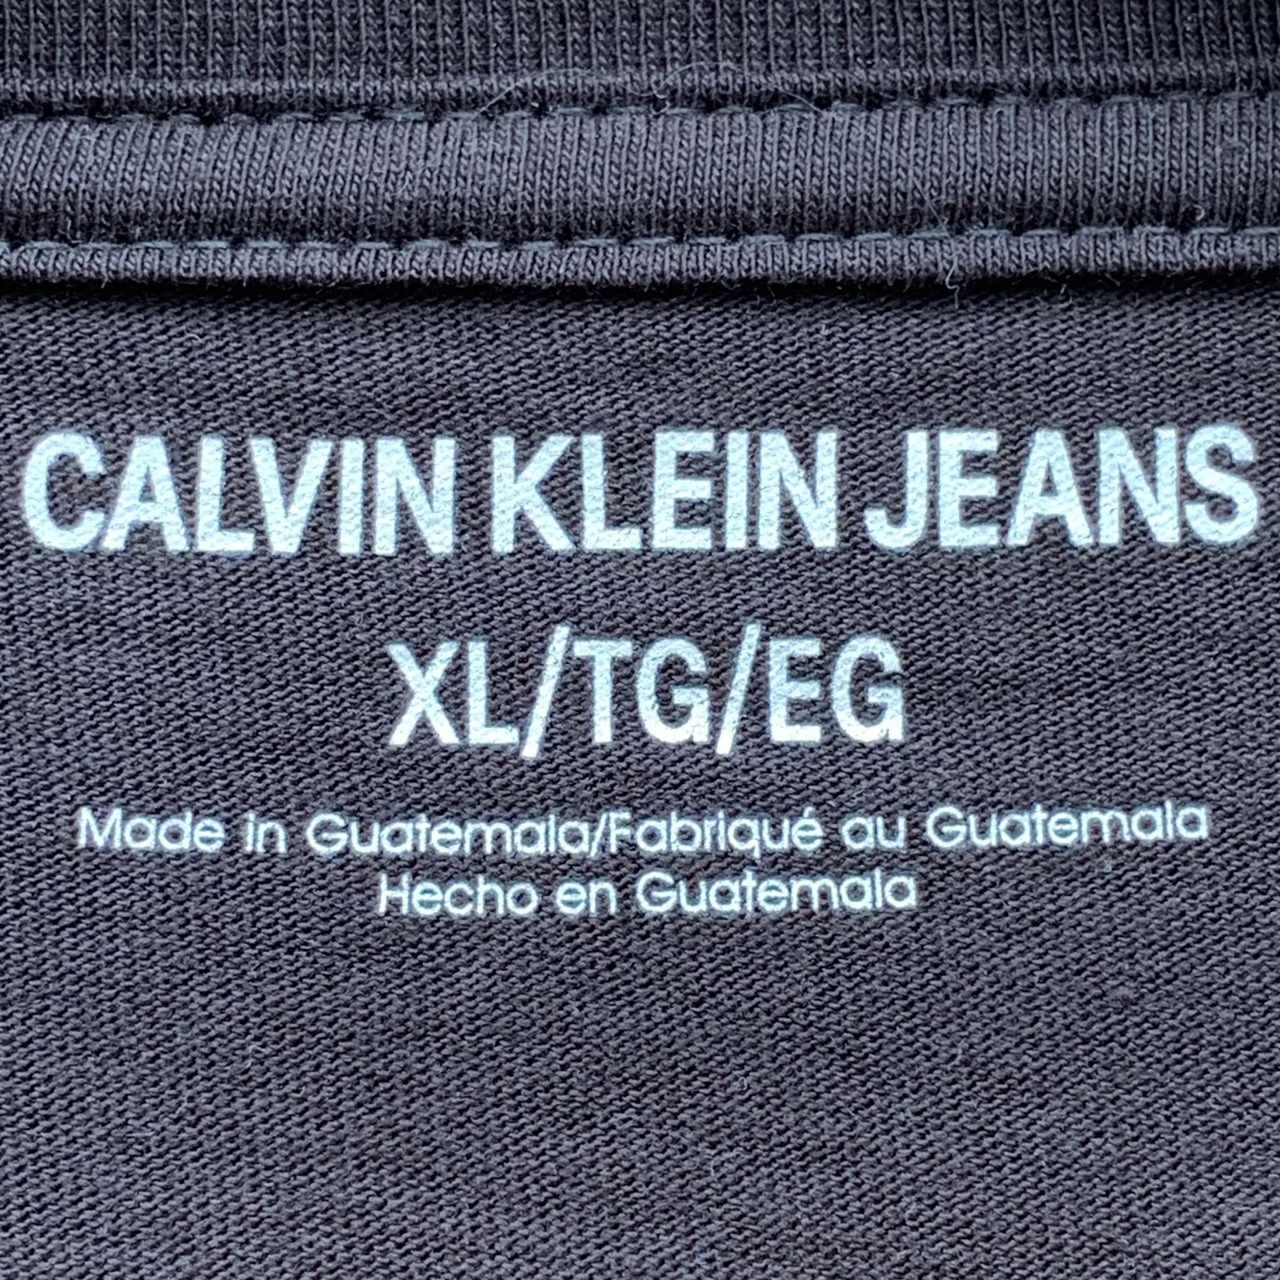 CALVIN KLEIN JEANS
XL/TG/EG
Made in Guatemala/Fabriqué au Guatemala
Hecho en Guatemala